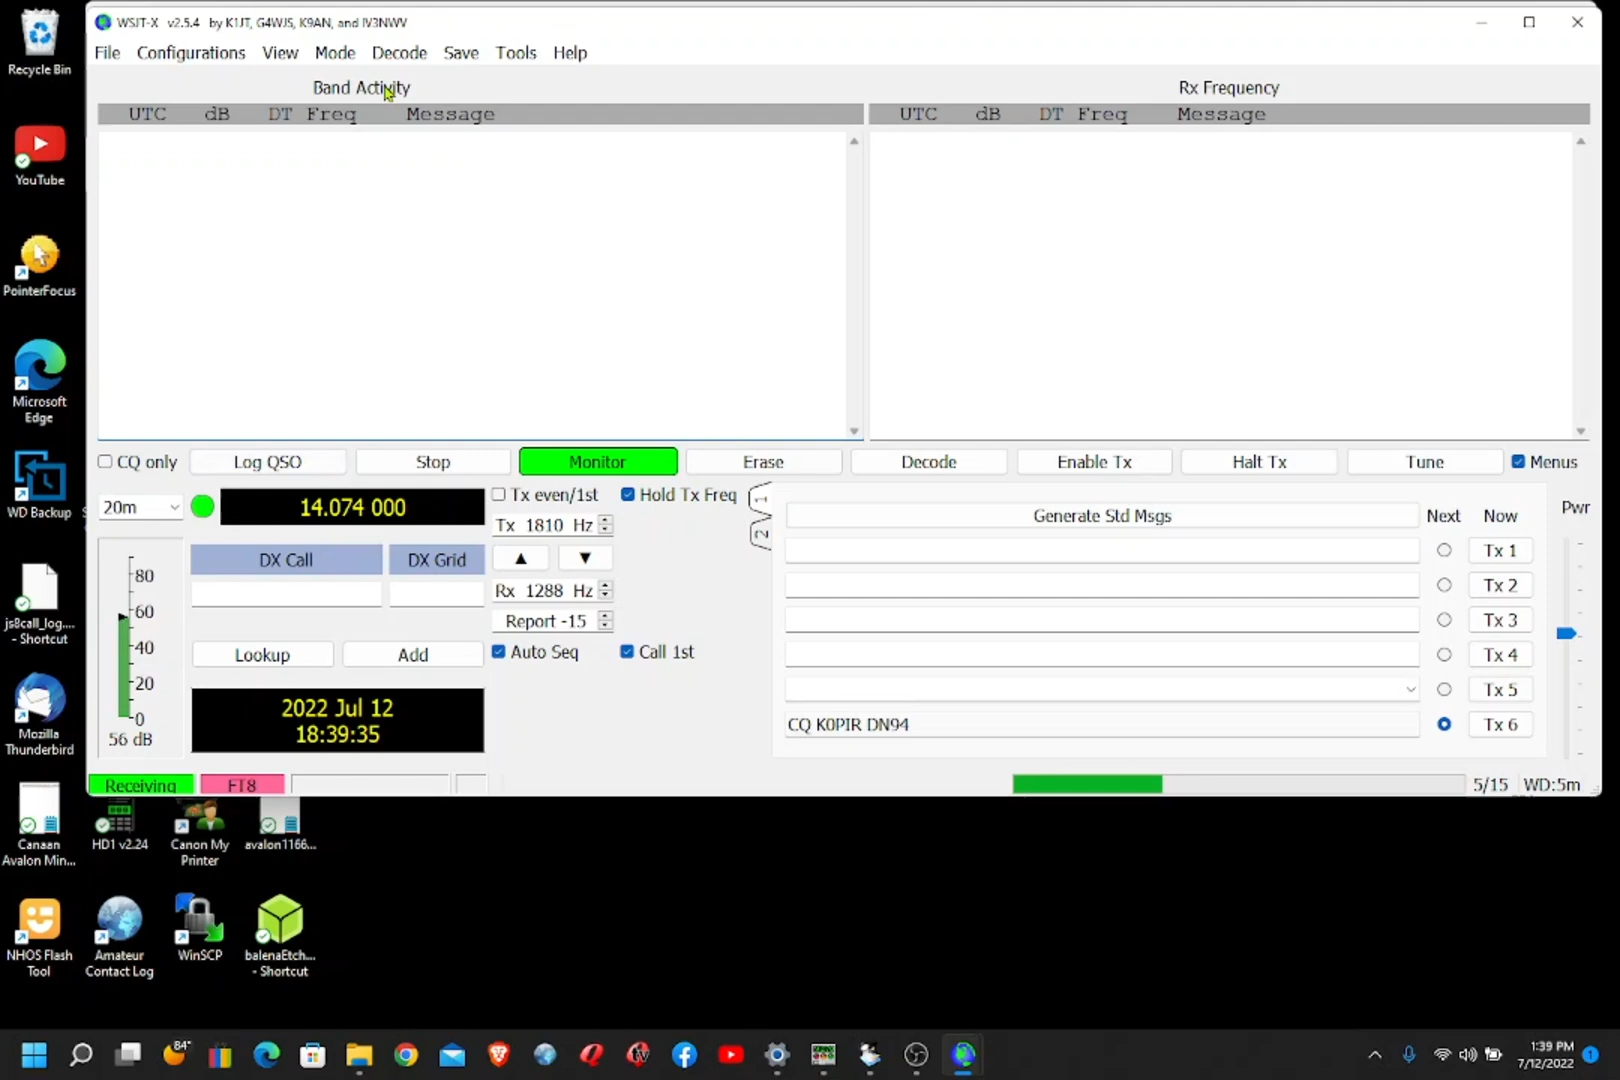 WSJT-X v2.5.4 by K1JT, G4WJS, K9AN, and IV3NWV
File Configurations View Mode Decode Save Tools Help
Band Activity
Rx Frequency
UTC dB DT Freq Message
UTC dB DT Freq Message
CQ only Log QSO Stop Monitor Erase Decode Enable Tx Halt Tx Tune Menus
20m 14.074 000
Tx even/1st Hold Tx Freq
Tx 1810 Hz
DX Call DX Grid
▲ ▼
Rx 1288 Hz
Report -15
Lookup Add
Auto Seq Call 1st
80
60
40
20
0
56 dB
2022 Jul 12
18:39:35
1
2
Generate Std Msgs Next Now
Tx 1
Tx 2
Tx 3
Tx 4
Tx 5
CQ K0PIR DN94 Tx 6
Pwr
Receiving FT8 5/15 WD:5m
Recycle Bin
YouTube
PointerFocus
Microsoft
Edge
WD Backup
js8call_log....
- Shortcut
Mozilla
Thunderbird
Canaan
Avalon Min...
HD1 v2.24
Canon My
Printer
avalon1166...
NHOS Flash
Tool
Amateur
Contact Log
WinSCP
balenaEtch...
- Shortcut
84°
1:39 PM
7/12/2022
1